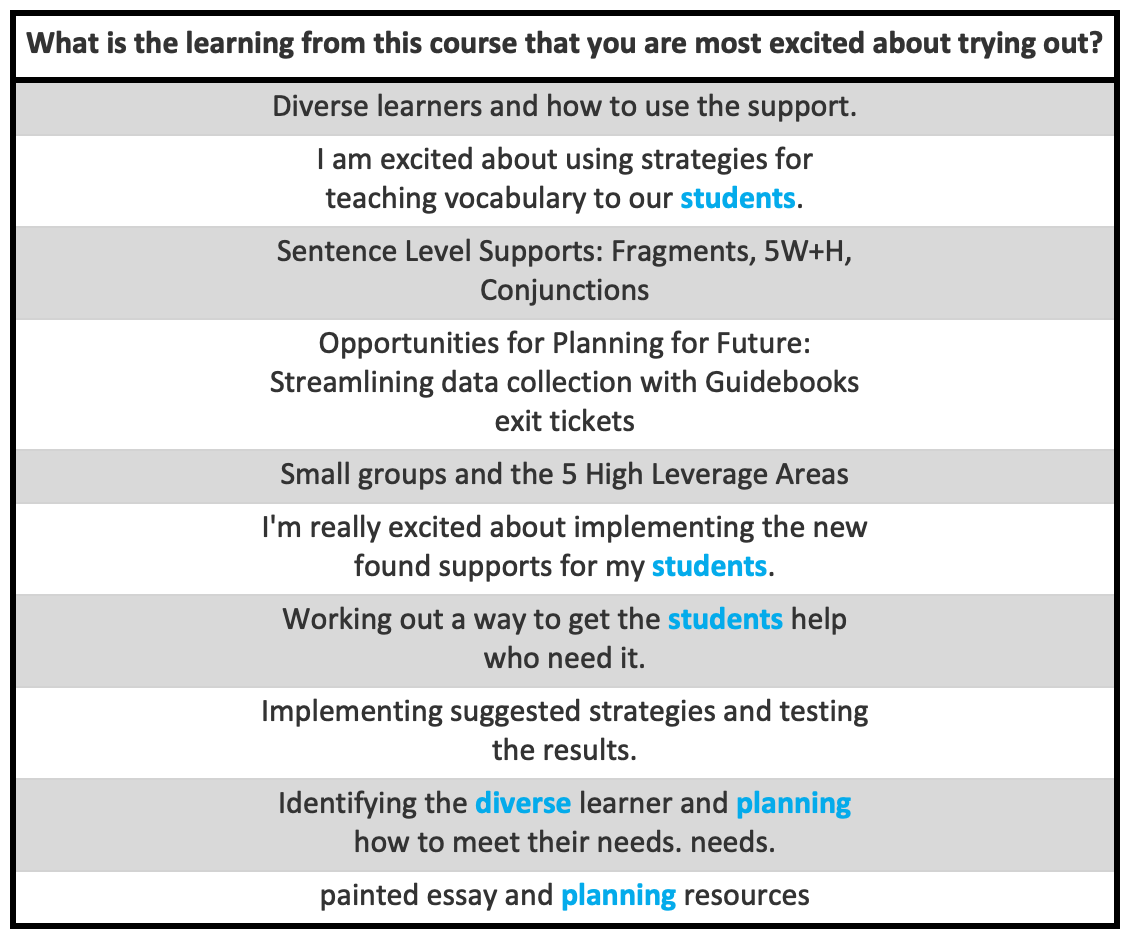 What is the learning from this course that you are most excited about trying out?
Diverse learners and how to use the support.
I am excited about using strategies for
teaching vocabulary to our students.
Sentence Level Supports: Fragments, 5W+H,
Conjunctions
Opportunities for Planning for Future:
Streamlining data collection with Guidebooks
exit tickets
Small groups and the 5 High Leverage Areas
I'm really excited about implementing the new
found supports for my students.
Working out a way to get the students help
who need it.
Implementing suggested strategies and testing
the results.
Identifying the diverse learner and planning
how to meet their needs. needs.
painted essay and planning resources